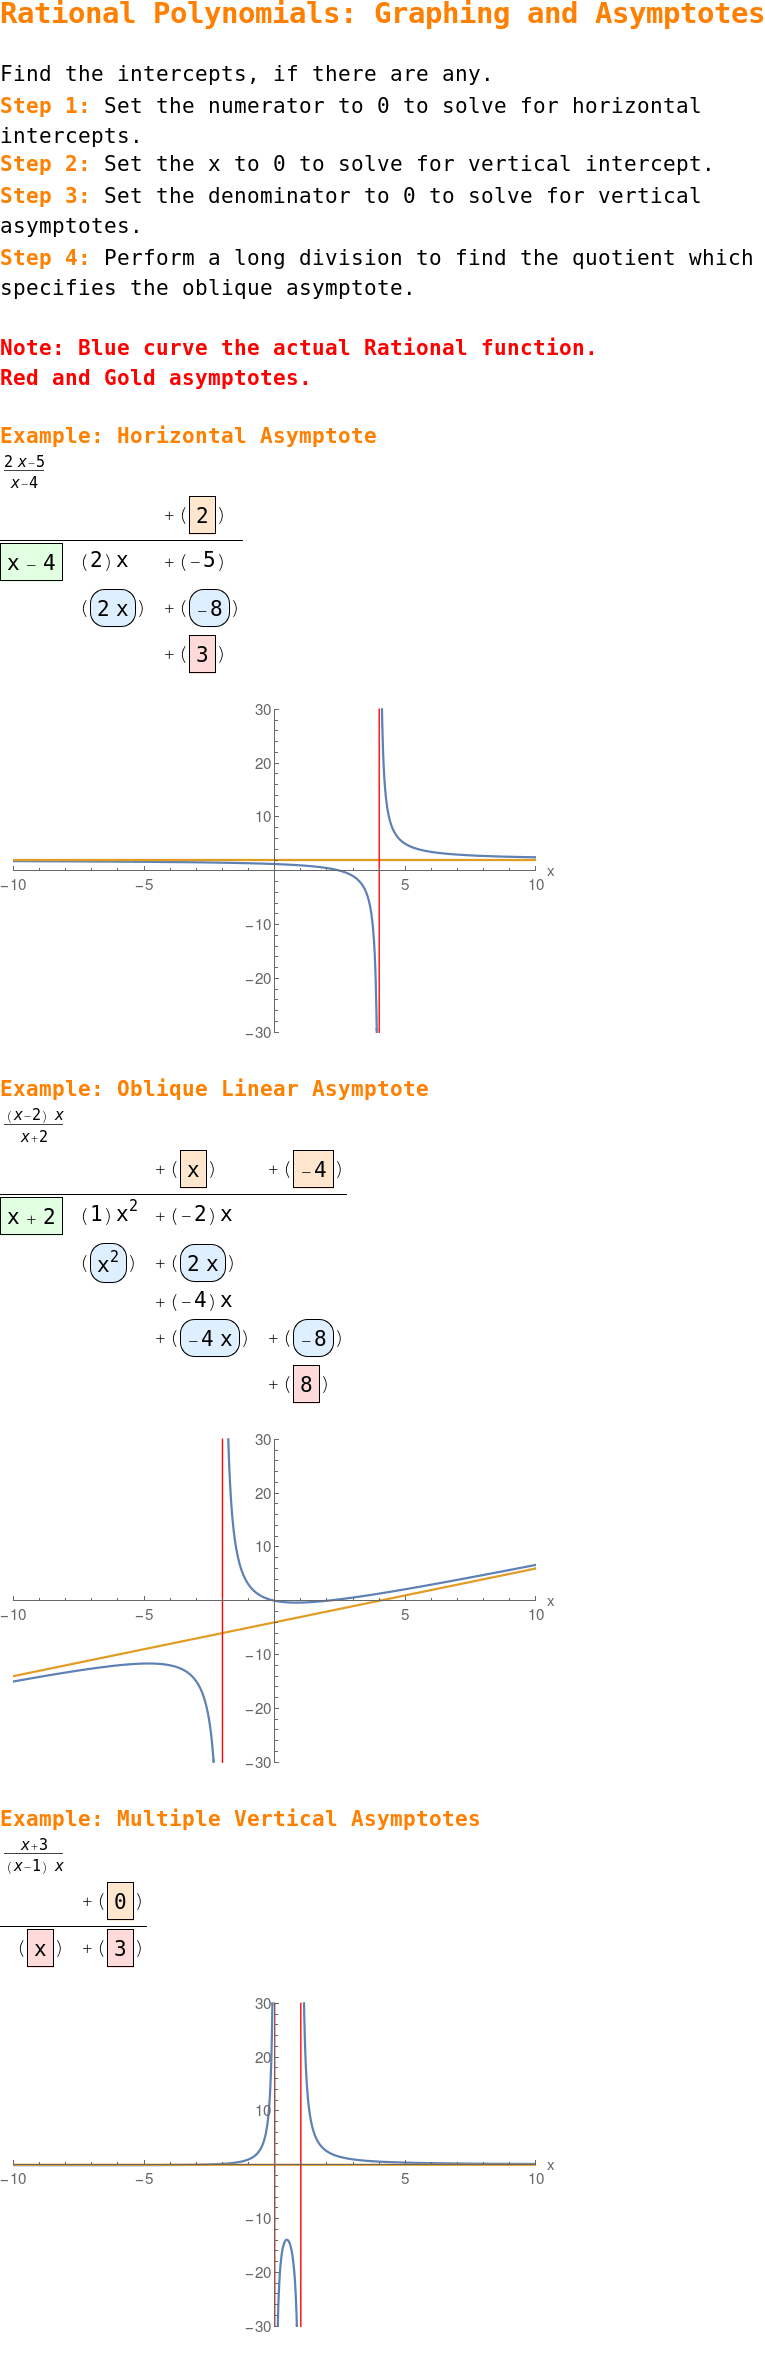 Rational Polynomials: Graphing and Asymptotes
Find the intercepts, if there are any.
Step 1: Set the numerator to 0 to solve for horizontal
intercepts.
Step 2: Set the x to 0 to solve for vertical intercept.
Step 3: Set the denominator to 0 to solve for vertical
asymptotes.
Step 4: Perform a long division to find the quotient which
specifies the oblique asymptote.
Note: Blue curve the actual Rational function.
Red and Gold asymptotes.
Example: Horizontal Asymptote
2 x−5
x−4
+ ( 2 )
x − 4 (2) x + (−5)
( 2 x ) + ( −8 )
+ ( 3 )
30
20
10
−10 −5 5 10 x
−10
−20
−30
Example: Oblique Linear Asymptote
(x−2) x
x+2
+ ( x ) + ( −4 )
x + 2 (1) x² + (−2) x
( x² ) + ( 2 x )
+ (−4) x
+ ( −4 x ) + ( −8 )
+ ( 8 )
30
20
10
−10 −5 5 10 x
−10
−20
−30
Example: Multiple Vertical Asymptotes
x+3
(x−1) x
+ ( 0 )
( x ) + ( 3 )
30
20
10
−10 −5 5 10 x
−10
−20
−30